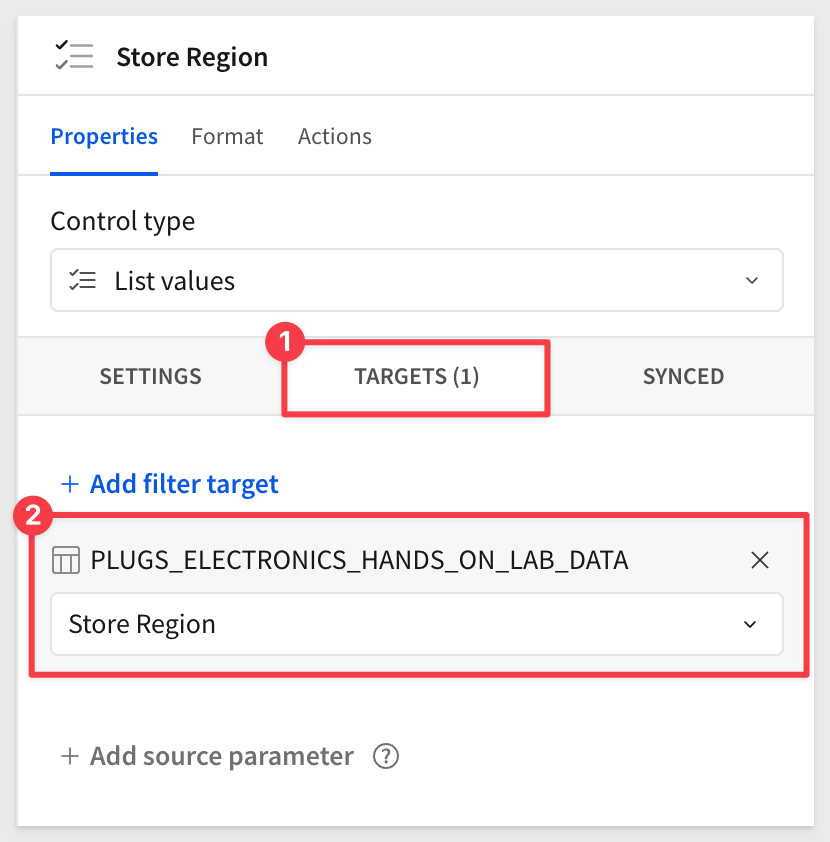 Store Region
Properties Format Actions
Control type
List values
1
SETTINGS TARGETS (1) SYNCED
+ Add filter target
2
PLUGS_ELECTRONICS_HANDS_ON_LAB_DATA
Store Region
+ Add source parameter ?